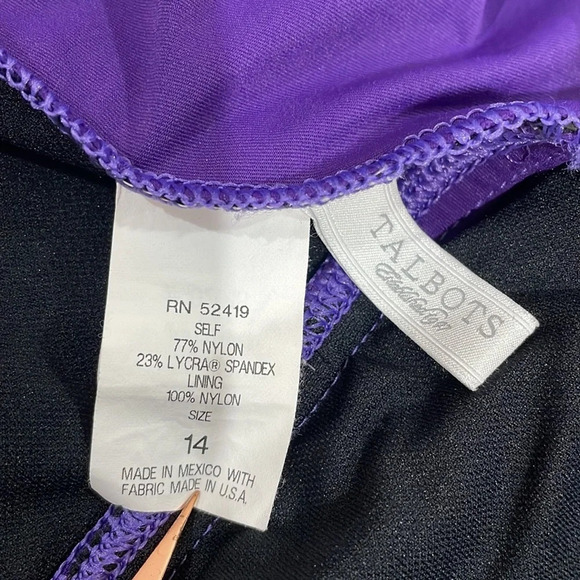 RN 52419
SELF
77% NYLON
23% LYCRA® SPANDEX
LINING
100% NYLON
SIZE
14
MADE IN MEXICO WITH
FABRIC MADE IN U.S.A.
TALBOTS